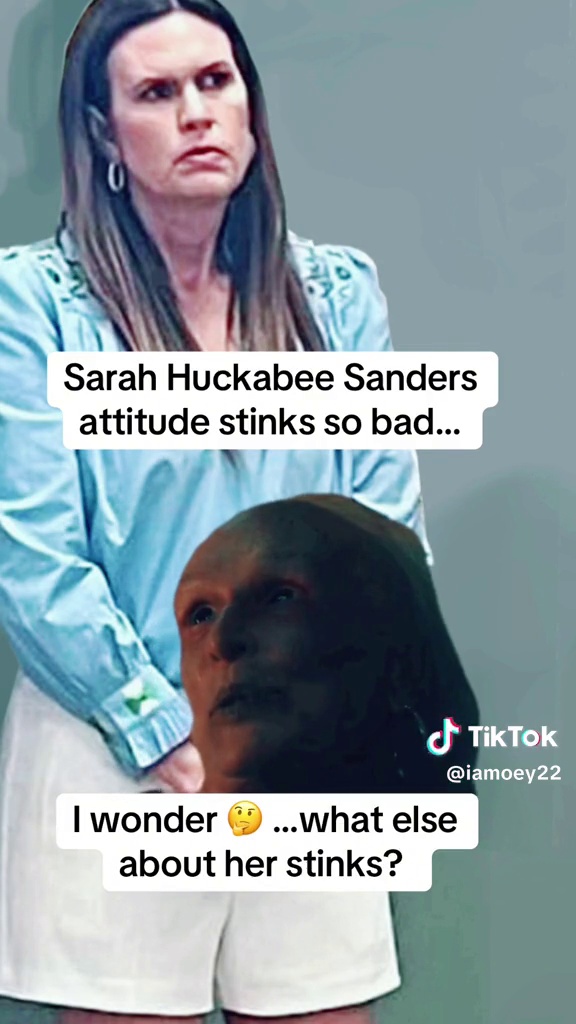 Sarah Huckabee Sanders
attitude stinks so bad...
TikTok
@iamoey22
I wonder 🤔 ...what else
about her stinks?